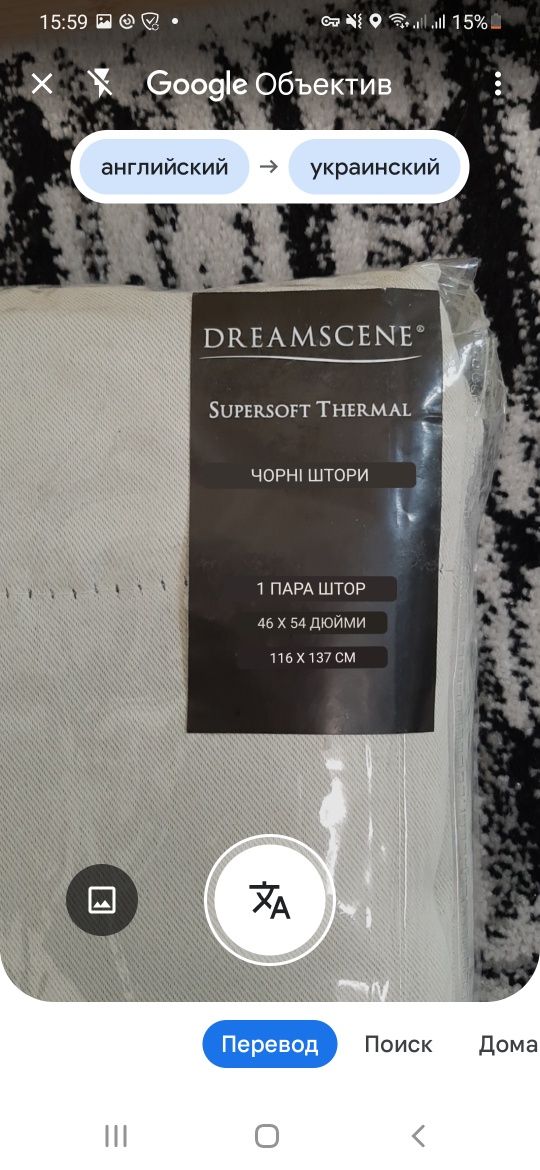 15:59
15%
Google Объектив
английский → украинский
DREAMSCENE®
SUPERSOFT THERMAL
ЧОРНІ ШТОРИ
1 ПАРА ШТОР
46 X 54 ДЮЙМИ
116 X 137 СМ
Перевод Поиск Дома